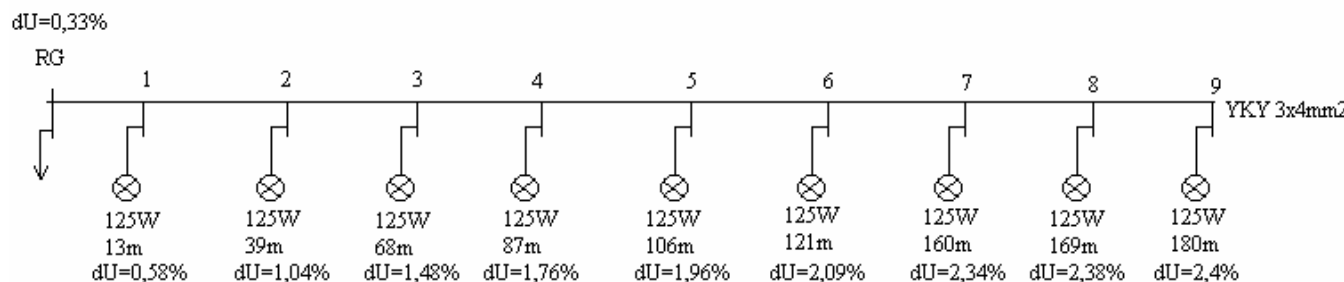 dU=0,33%
RG
1 2 3 4 5 6 7 8 9
YKY 3x4mm2
125W 125W 125W 125W 125W 125W 125W 125W 125W
13m 39m 68m 87m 106m 121m 160m 169m 180m
dU=0,58% dU=1,04% dU=1,48% dU=1,76% dU=1,96% dU=2,09% dU=2,34% dU=2,38% dU=2,4%